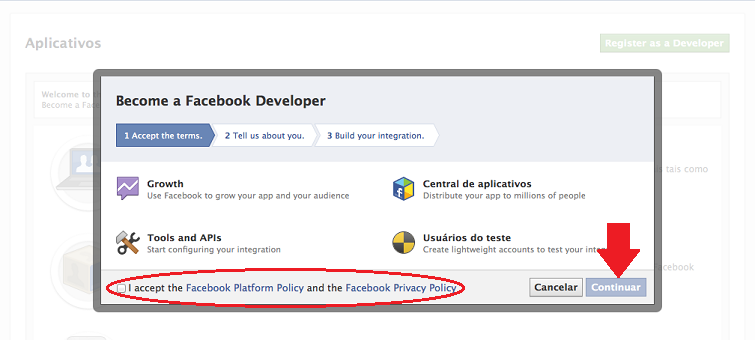 Aplicativos
Register as a Developer
Welcome to
Become a Fac
Become a Facebook Developer
1 Accept the terms.
2 Tell us about you.
3 Build your integration.
Growth
Use Facebook to grow your app and your audience
Central de aplicativos
Distribute your app to millions of people
tais como
Tools and APIs
Start configuring your integration
Usuários do teste
Create lightweight accounts to test your inte
acebook
I accept the Facebook Platform Policy and the Facebook Privacy Policy
Cancelar
Continuar